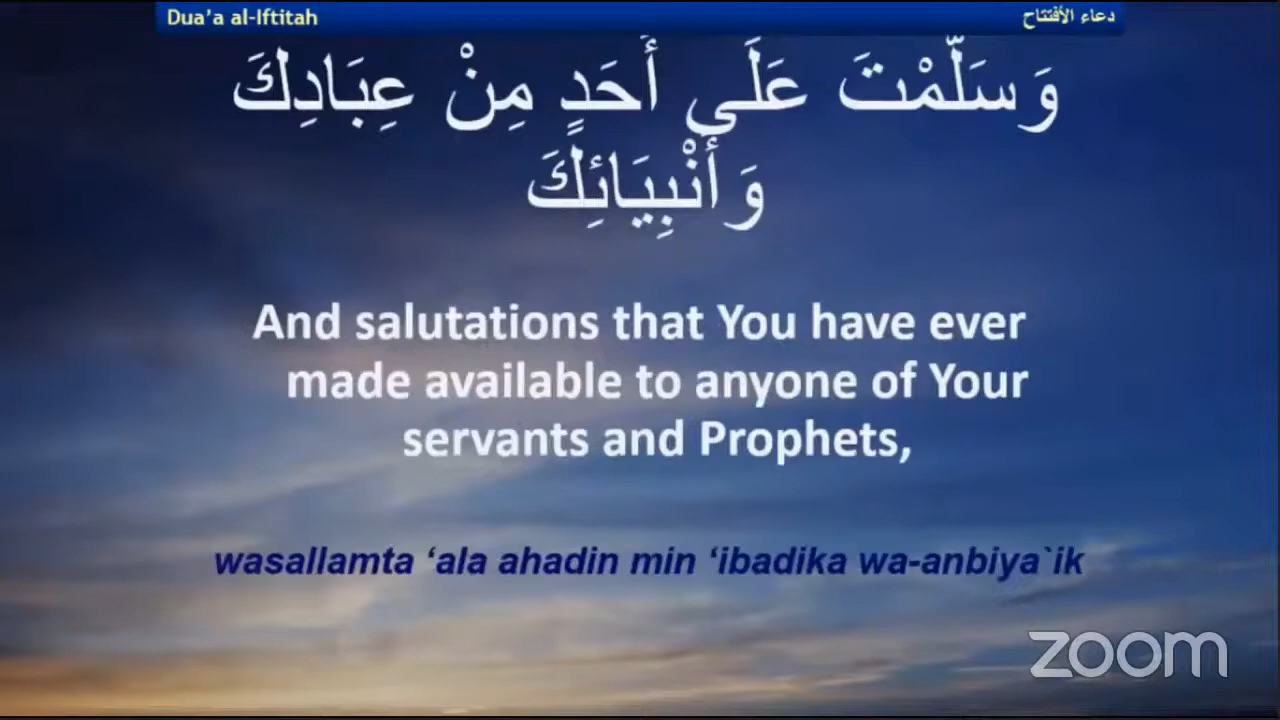 Dua’a al-Iftitah
دعاء الأفتتاح
وَسَلَّمْتَ عَلَى أَحَدٍ مِنْ عِبَادِكَ
وَأَنْبِيَائِكَ
And salutations that You have ever
made available to anyone of Your
servants and Prophets,
wasallamta ‘ala ahadin min ‘ibadika wa-anbiya`ik
zoom